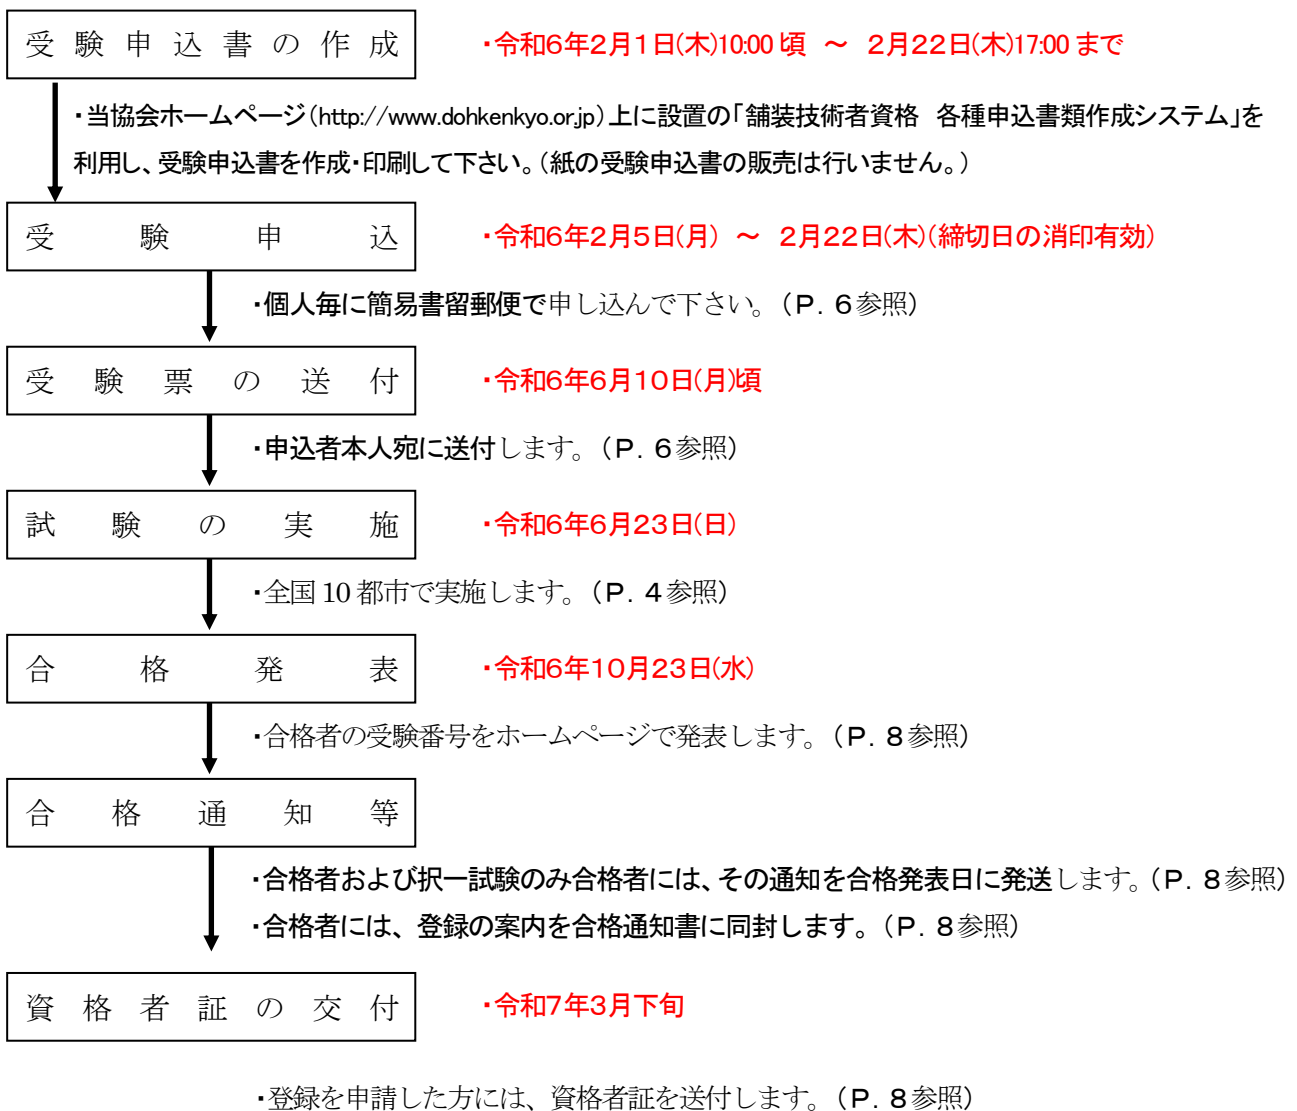 受験申込書の作成　・令和6年2月1日(木)10:00頃　～　2月22日(木)17:00まで
・当協会ホームページ（http://www.dohkenkyo.or.jp）上に設置の「舗装技術者資格　各種申込書類作成システム」を
利用し、受験申込書を作成・印刷して下さい。（紙の受験申込書の販売は行いません。）
受験申込　・令和6年2月5日(月)　～　2月22日(木)(締切日の消印有効)
・個人毎に簡易書留郵便で申し込んで下さい。（P．6参照）
受験票の送付　・令和6年6月10日(月)頃
・申込者本人宛に送付します。（P．6参照）
試験の実施　・令和6年6月23日(日)
・全国10都市で実施します。（P．4参照）
合格発表　・令和6年10月23日(水)
・合格者の受験番号をホームページで発表します。（P．8参照）
合格通知等
・合格者および択一試験のみ合格者には、その通知を合格発表日に発送します。（P．8参照）
・合格者には、登録の案内を合格通知書に同封します。（P．8参照）
資格者証の交付　・令和7年3月下旬
・登録を申請した方には、資格者証を送付します。（P．8参照）